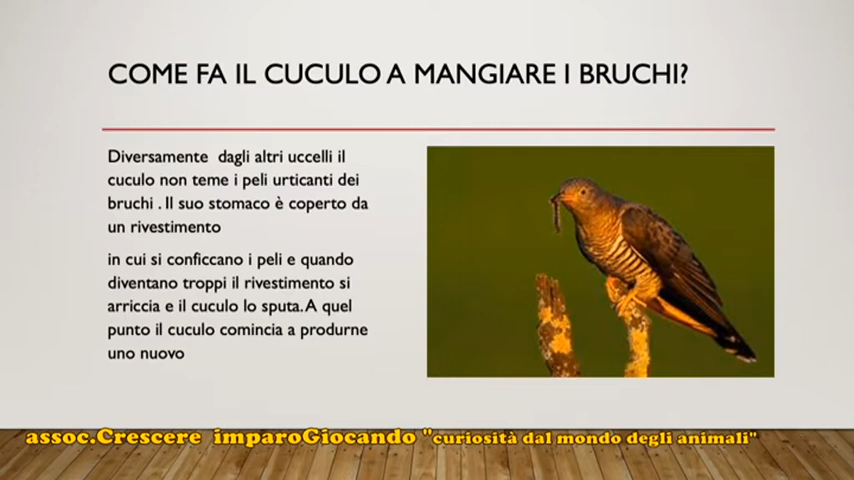 COME FA IL CUCULO A MANGIARE I BRUCHI?
Diversamente dagli altri uccelli il
cuculo non teme i peli urticanti dei
bruchi . Il suo stomaco è coperto da
un rivestimento
in cui si conficcano i peli e quando
diventano troppi il rivestimento si
arriccia e il cuculo lo sputa. A quel
punto il cuculo comincia a produrne
uno nuovo
assoc.Crescere imparoGiocando "curiosità dal mondo degli animali"